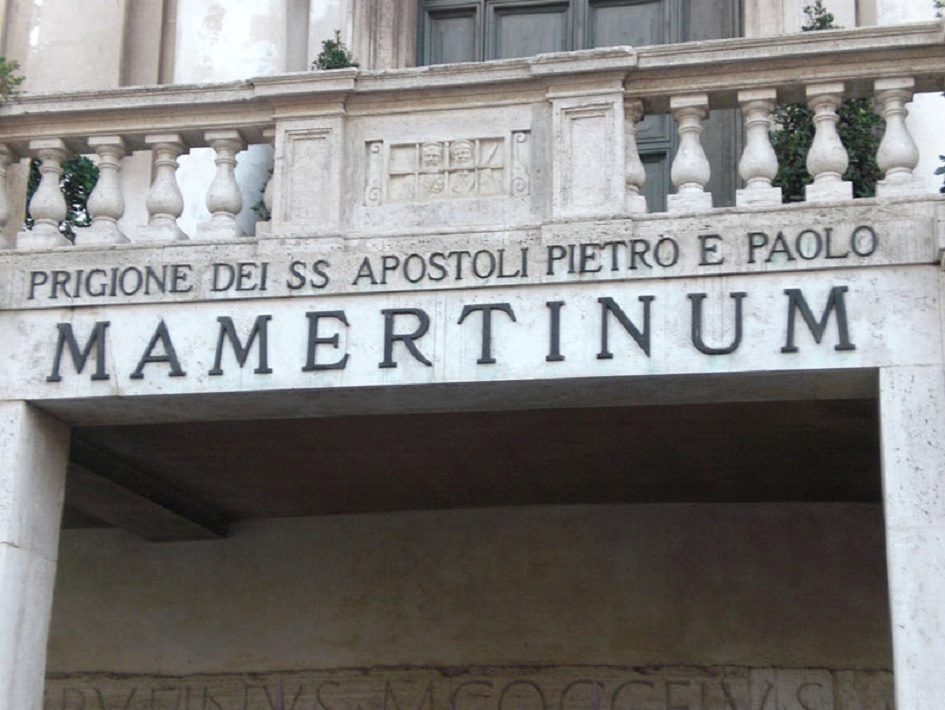 PRIGIONE DEI SS APOSTOLI PIETRO E PAOLO
MAMERTINUM